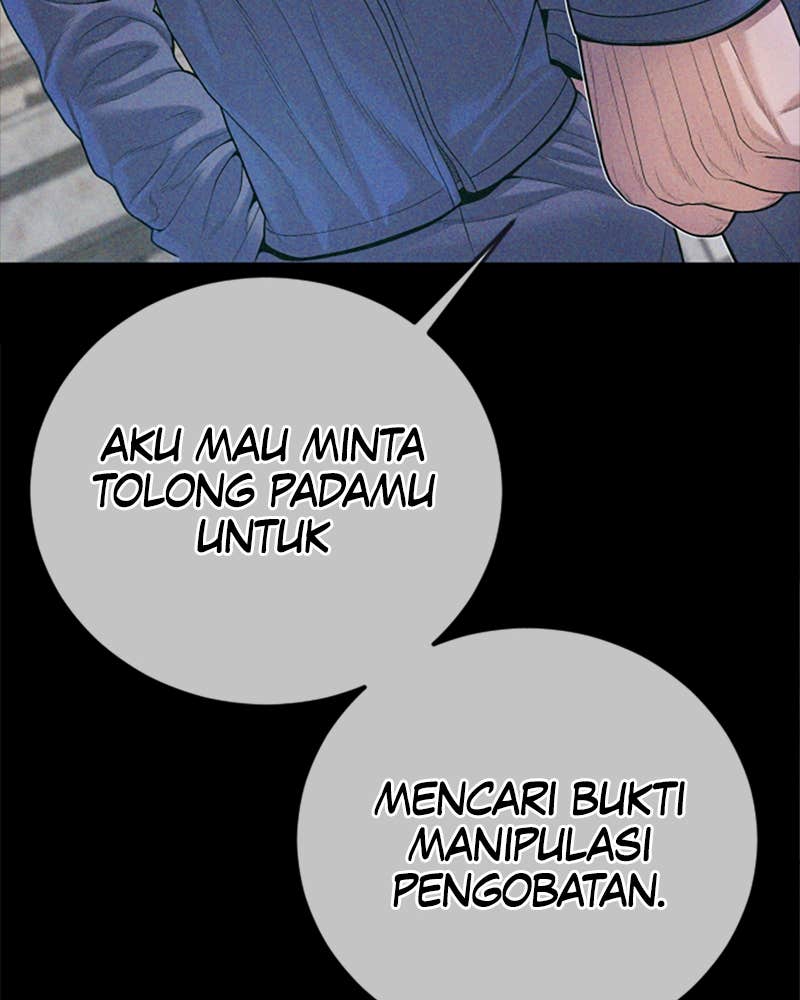 AKU MAU MINTA
TOLONG PADAMU
UNTUK
MENCARI BUKTI
MANIPULASI
PENGOBATAN.